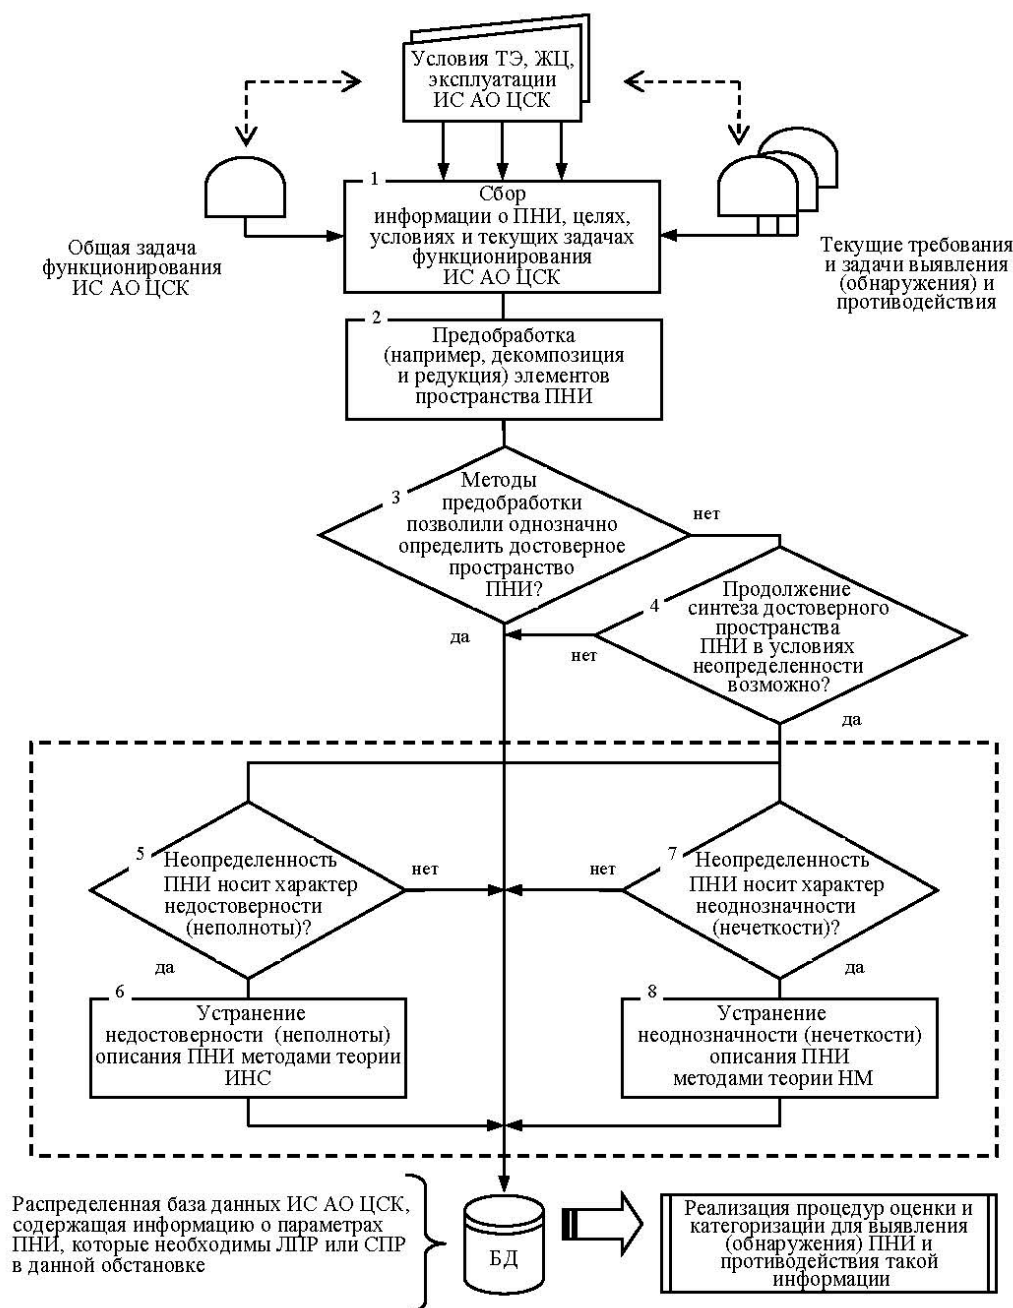 Условия ТЭ, ЖЦ,
эксплуатации
ИС АО ЦСК
Общая задача
функционирования
ИС АО ЦСК
1
Сбор
информации о ПНИ, целях,
условиях и текущих задачах
функционирования
ИС АО ЦСК
Текущие требования
и задачи выявления
(обнаружения) и
противодействия
2
Предобработка
(например, декомпозиция
и редукция) элементов
пространства ПНИ
3
Методы
предобработки
позволили однозначно
определить достоверное
пространство
ПНИ?
нет
да
4
Продолжение
синтеза достоверного
пространства
ПНИ в условиях
неопределенности
возможно?
нет
да
5
Неопределенность
ПНИ носит характер
недостоверности
(неполноты)?
нет
да
7
Неопределенность
ПНИ носит характер
неоднозначности
(нечеткости)?
нет
да
6
Устранение
недостоверности (неполноты)
описания ПНИ методами теории
ИНС
8
Устранение
неоднозначности (нечеткости)
описания ПНИ
методами теории НМ
Распределенная база данных ИС АО ЦСК,
содержащая информацию о параметрах
ПНИ, которые необходимы ЛПР или СПР
в данной обстановке
БД
Реализация процедур оценки и
категоризации для выявления
(обнаружения) ПНИ и
противодействия такой
информации